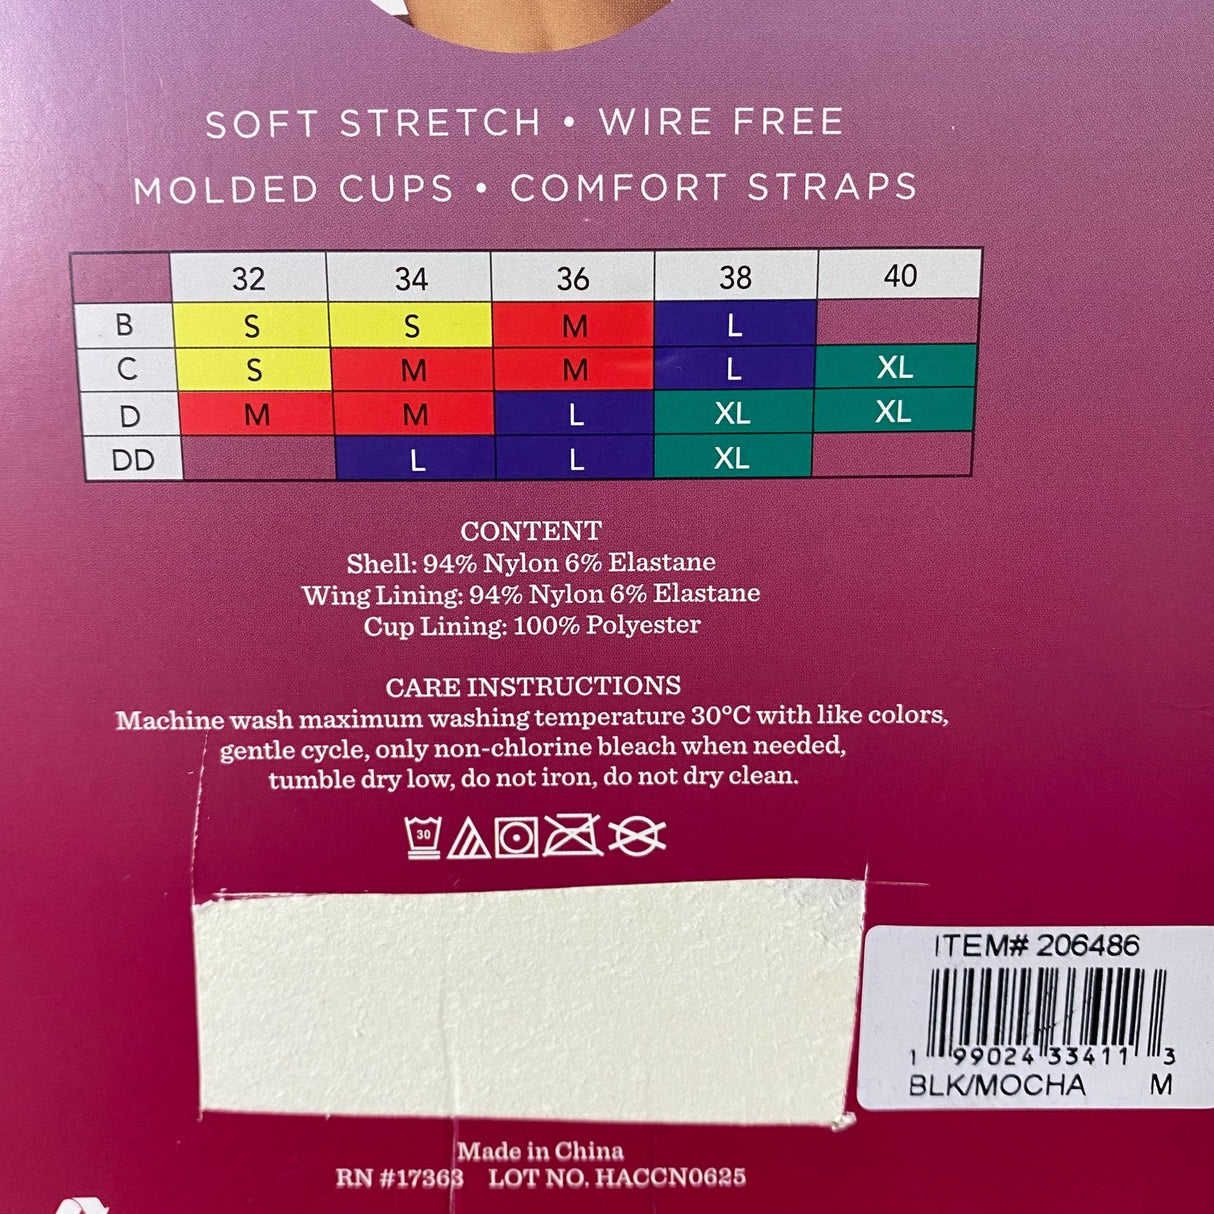 SOFT STRETCH • WIRE FREE
MOLDED CUPS • COMFORT STRAPS
32 34 36 38 40
B S S M L
C S M M L XL
D M M L XL XL
DD L L XL
CONTENT
Shell: 94% Nylon 6% Elastane
Wing Lining: 94% Nylon 6% Elastane
Cup Lining: 100% Polyester
CARE INSTRUCTIONS
Machine wash maximum washing temperature 30°C with like colors,
gentle cycle, only non-chlorine bleach when needed,
tumble dry low, do not iron, do not dry clean.
30
ITEM# 206486
1 99024 33411 3
BLK/MOCHA M
Made in China
RN #17363 LOT NO. HACCN0625